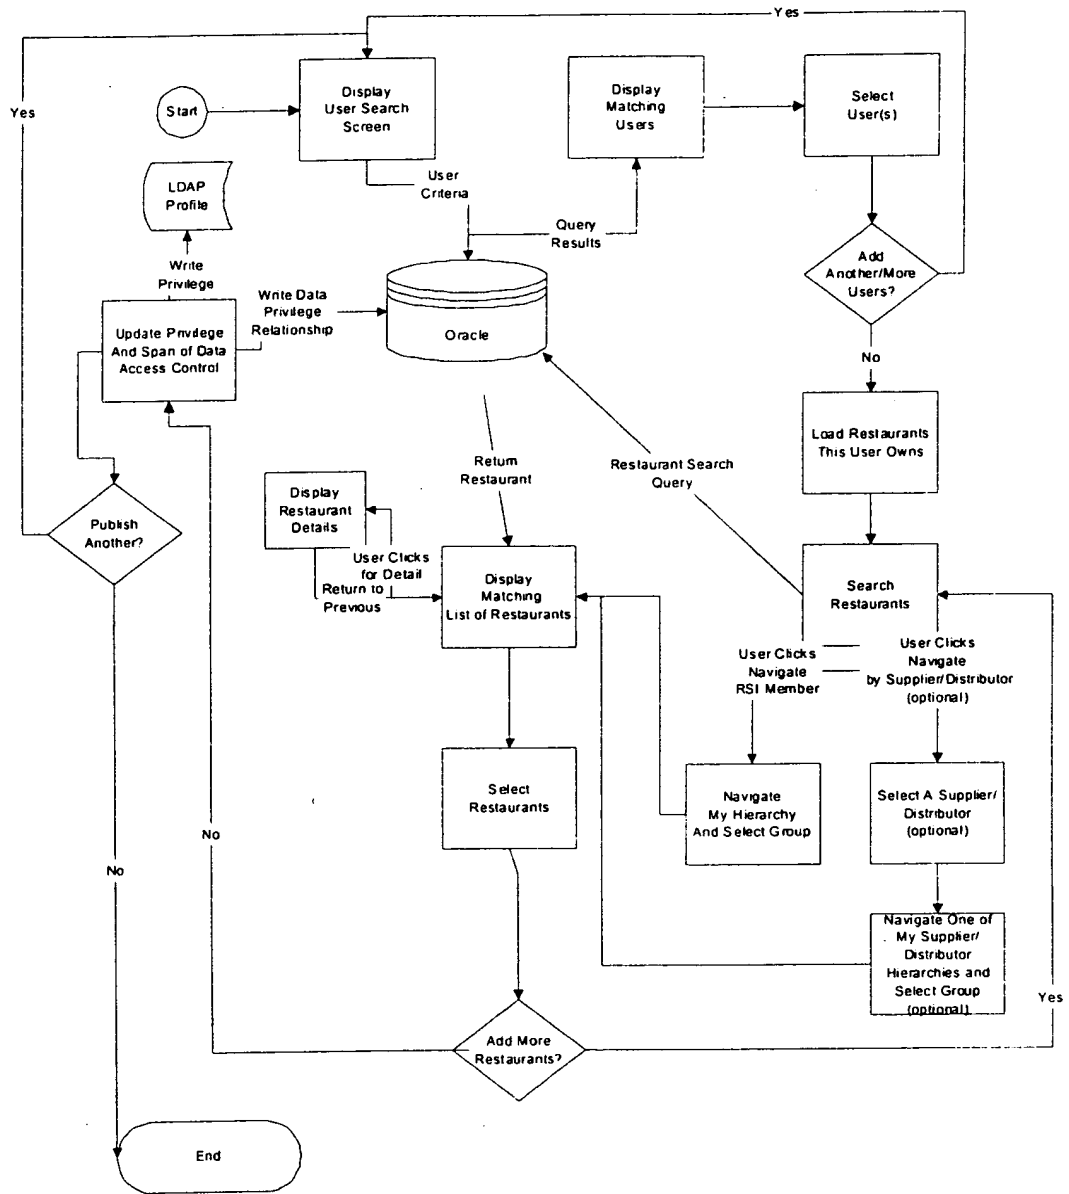 Yes
Yes
Start
Display
User Search
Screen
Display
Matching
Users
Select
User(s)
LDAP
Profile
User
Criteria
Query
Results
Add
Another/More
Users?
Write
Privilege
Write Data
Privilege
Relationship
Oracle
Update Privilege
And Span of Data
Access Control
No
Load Restaurants
This User Owns
Return
Restaurant
Restaurant Search
Query
Display
Restaurant
Details
Publish
Another?
User Clicks
for Detail
Return to
Previous
Display
Matching
List of Restaurants
Search
Restaurants
User Clicks
Navigate
RSI Member
User Clicks
Navigate
by Supplier/Distributor
(optional)
Select
Restaurants
Navigate
My Hierarchy
And Select Group
Select A Supplier/
Distributor
(optional)
No
No
Navigate One of
My Supplier/
Distributor
Hierarchies and
Select Group
(optional)
Yes
Add More
Restaurants?
End